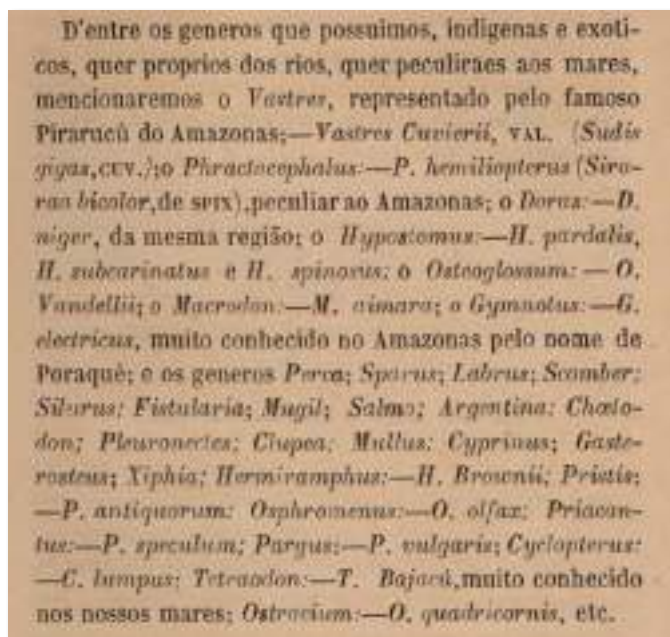 D'entre os generos que possuimos, indigenas e exoti-
cos, quer proprios dos rios, quer peculiraes aos mares,
mencionaremos o Vastres, representado pelo famoso
Pirarucú do Amazonas;—Vastres Cuvierii, VAL. (Sudis
gigas, CUV.);o Phractocephalus:—P. hemiliopterus (Siro-
raa bicolor, de SPIX), peculiar ao Amazonas; o Doras:—D.
niger, da mesma região; o Hypostomus:—H. pardalis,
H. subcarinatus e H. spinosus; o Osteoglossum:—O.
Vandellii; o Macrodon:—M. aimara; o Gymnotus:—G.
electricus, muito conhecido no Amazonas pelo nome de
Poraquê; e os generos Perca; Sparus; Labrus; Scomber;
Silurus; Fistularia; Mugil; Salmo; Argentina; Chœto-
don; Pleuronectes; Clupea; Mullus; Cyprinus; Gaste-
rosteus; Xiphia; Hermiramphus:—H. Brownii; Pristis;
—P. antiquorum; Osphromenus:—O. olfax; Priacan-
tus:—P. speculum; Pargus;—P. vulgaris; Cyclopterus:
—C. lumpus; Tetraodon:—T. Bajacú, muito conhecido
nos nossos mares; Ostracium:—O. quadricornis, etc.